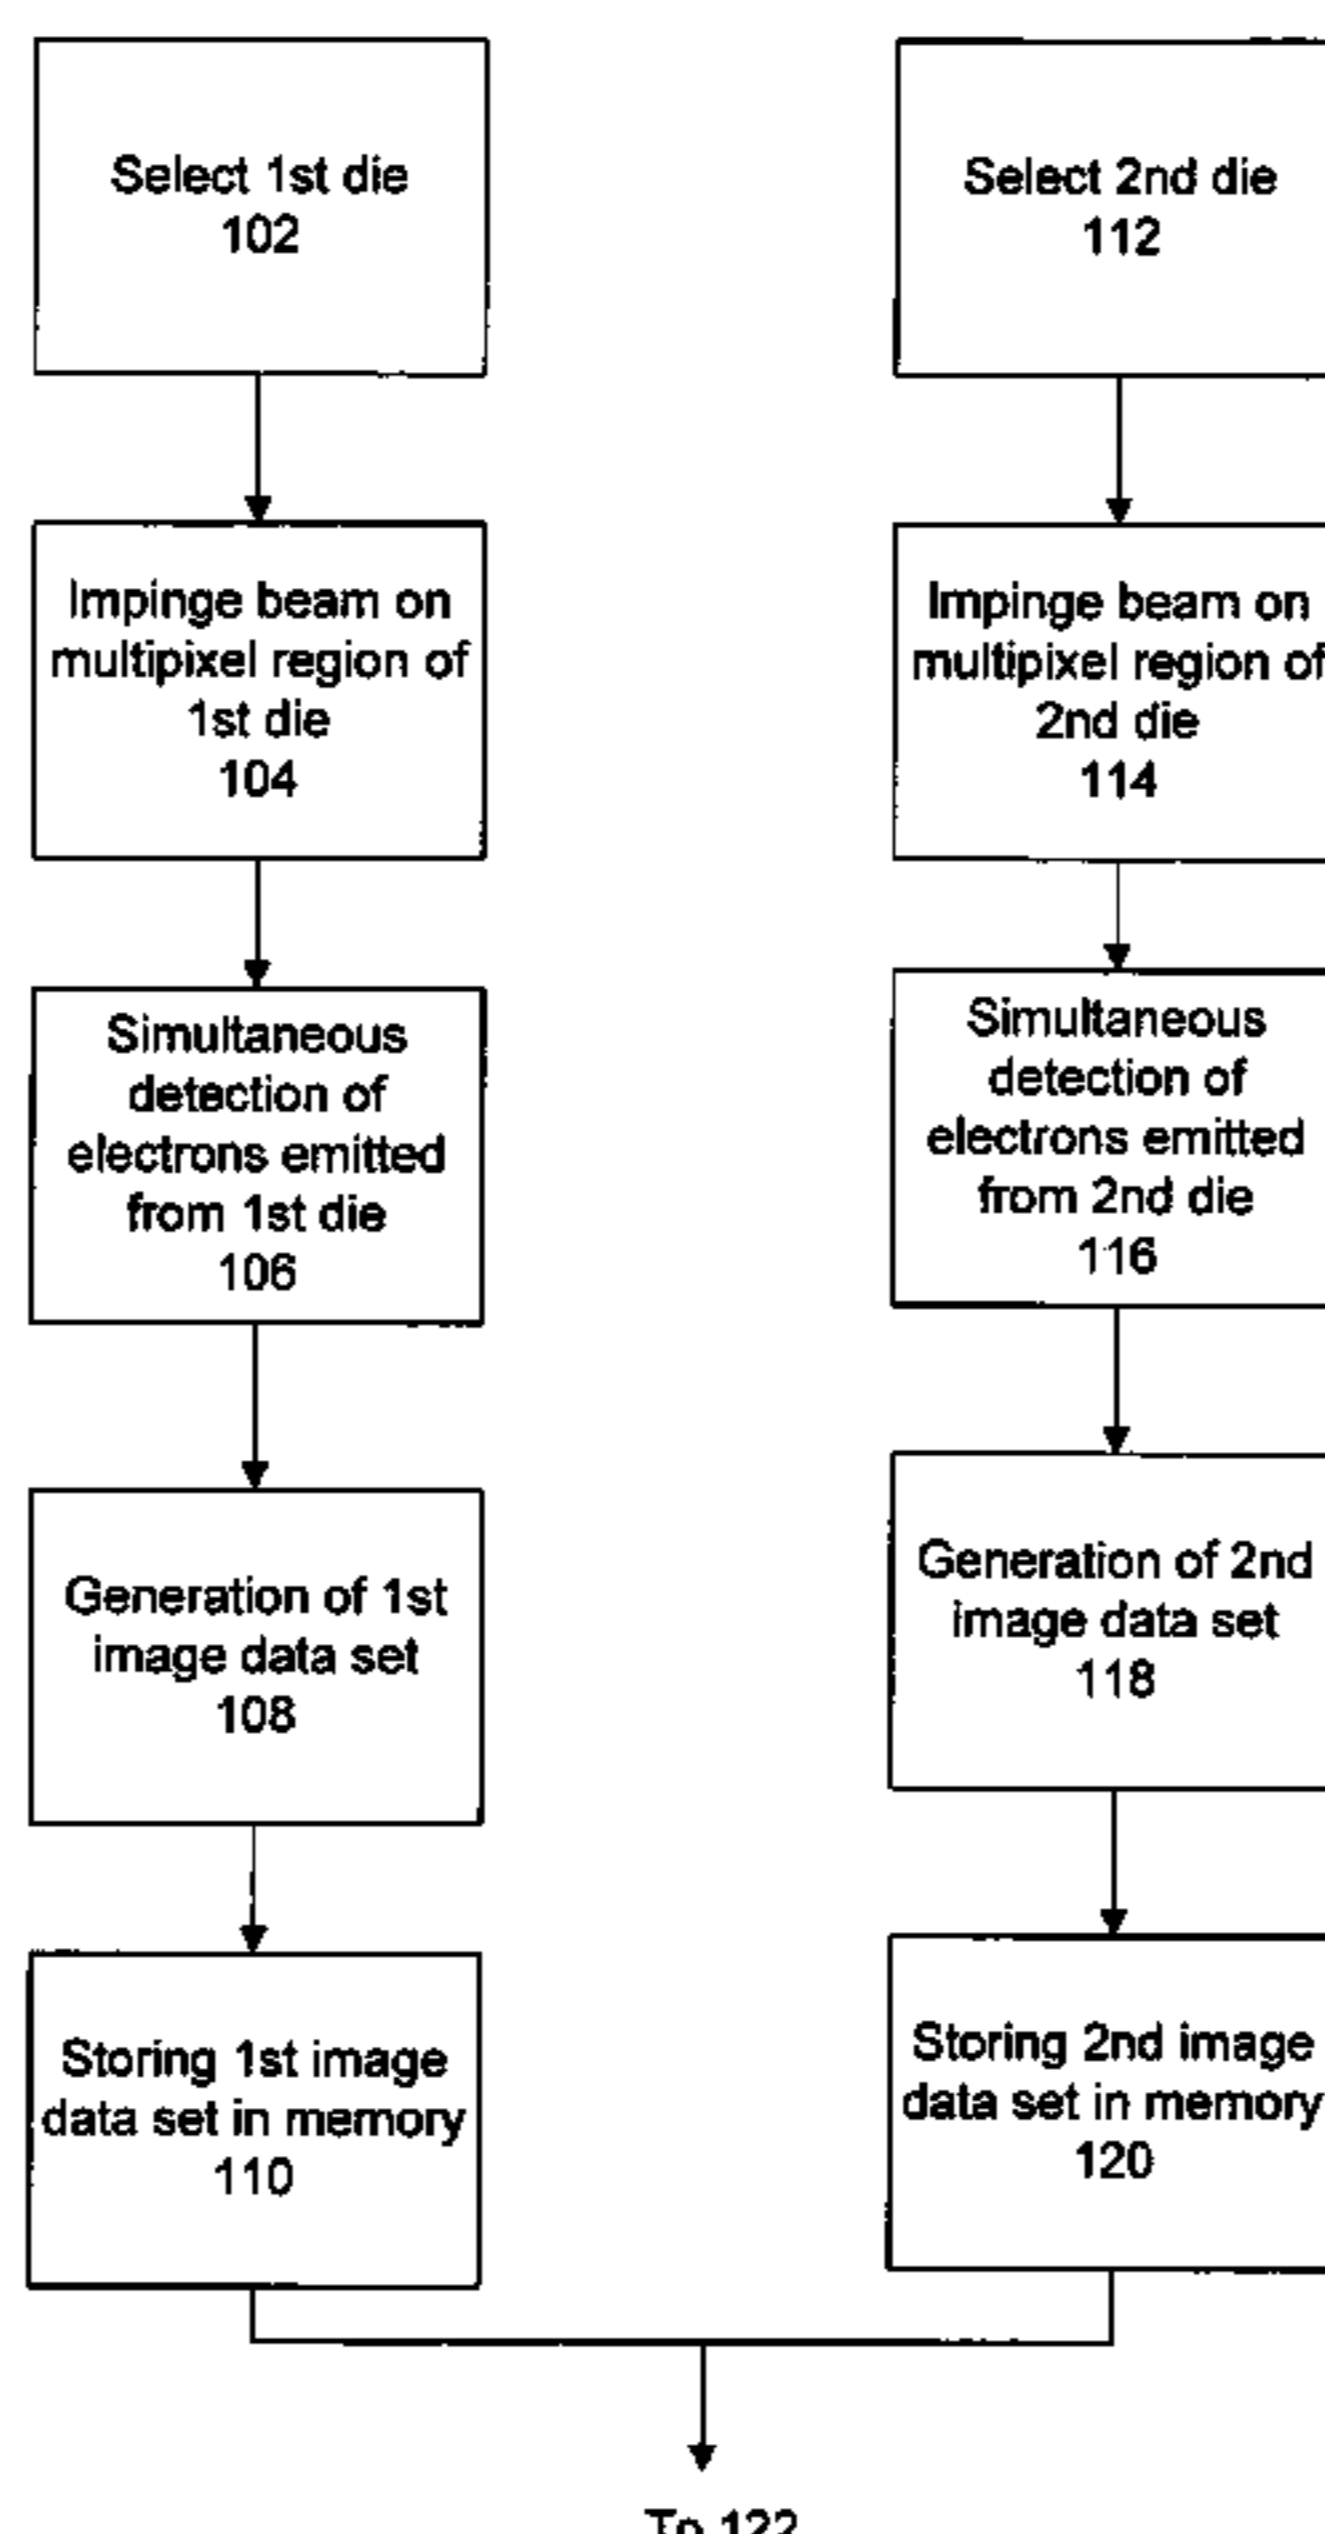 Select 1st die
102
Impinge beam on
multipixel region of
1st die
104
Simultaneous
detection of
electrons emitted
from 1st die
106
Generation of 1st
image data set
108
Storing 1st image
data set in memory
110
Select 2nd die
112
Impinge beam on
multipixel region of
2nd die
114
Simultaneous
detection of
electrons emitted
from 2nd die
116
Generation of 2nd
image data set
118
Storing 2nd image
data set in memory
120
To 122